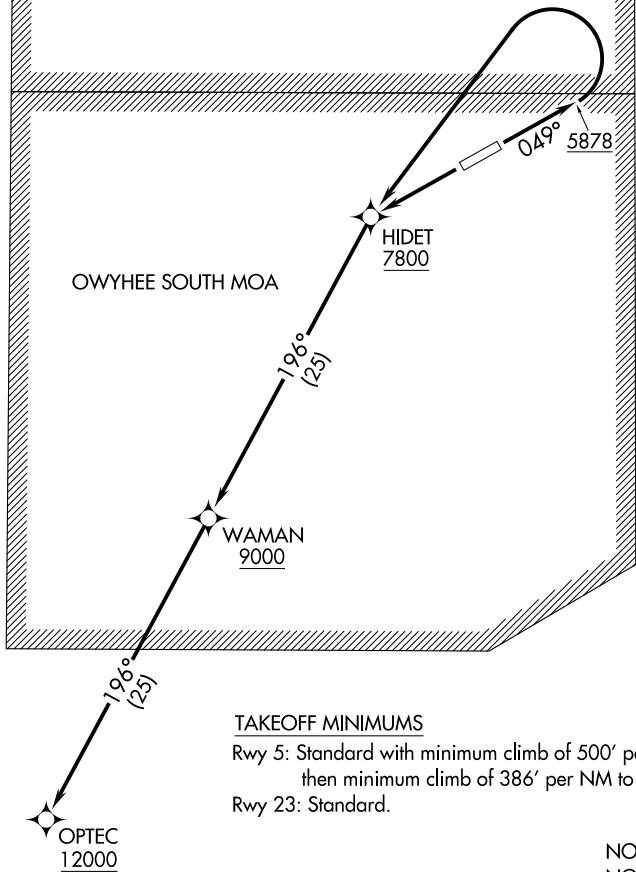 049°
5878
HIDET
7800
OWYHEE SOUTH MOA
196°
(25)
WAMAN
9000
196°
(25)
TAKEOFF MINIMUMS
Rwy 5: Standard with minimum climb of 500' 
then minimum climb of 386' per NM to
Rwy 23: Standard.
OPTEC
12000